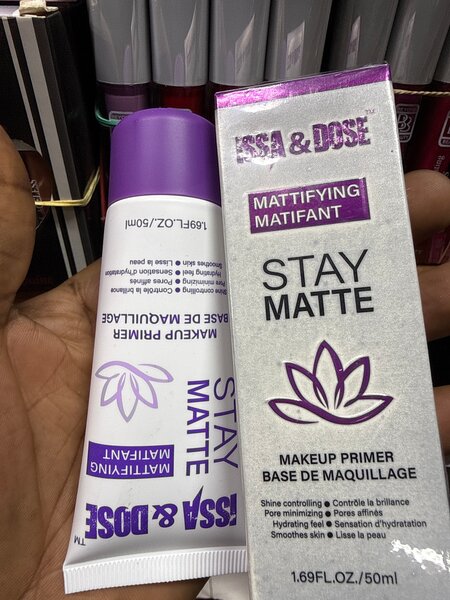 ISSA & DOSE™
MATTIFYING
MATIFANT
STAY
MATTE
MAKEUP PRIMER
BASE DE MAQUILLAGE
Shine controlling • Contrôle la brillance
Pore minimizing • Pores affinés
Hydrating feel • Sensation d'hydratation
Smoothes skin • Lisse la peau
1.69FL.OZ./50ml
ISSA & DOSE™
MATTIFYING
MATIFANT
STAY
MATTE
MAKEUP PRIMER
BASE DE MAQUILLAGE
Shine controlling • Contrôle la brillance
Pore minimizing • Pores affinés
Hydrating feel • Sensation d'hydratation
Smoothes skin • Lisse la peau
1.69FL.OZ./50ml